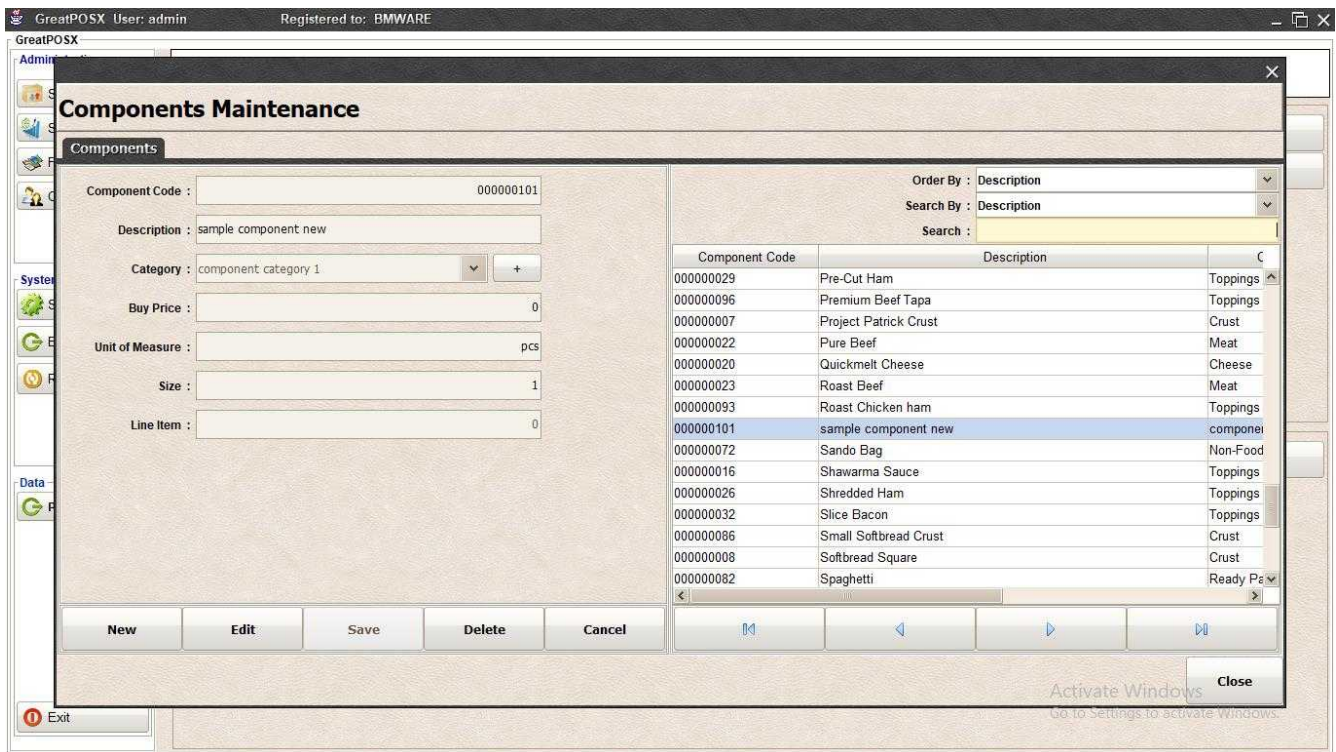 GreatPOSX User: admin Registered to: BMWARE
GreatPOSX
Components Maintenance
Components
Component Code : 000000101
Description : sample component new
Category : component category 1 +
Buy Price : 0
Unit of Measure : pcs
Size : 1
Line Item : 0
Order By : Description
Search By : Description
Search :
Component Code Description C
000000029 Pre-Cut Ham Toppings
000000096 Premium Beef Tapa Toppings
000000007 Project Patrick Crust Crust
000000022 Pure Beef Meat
000000020 Quickmelt Cheese Cheese
000000023 Roast Beef Meat
000000093 Roast Chicken ham Toppings
000000101 sample component new componen
000000072 Sando Bag Non-Food
000000016 Shawarma Sauce Toppings
000000026 Shredded Ham Toppings
000000032 Slice Bacon Toppings
000000086 Small Softbread Crust Crust
000000008 Softbread Square Crust
000000082 Spaghetti Ready Pa
New Edit Save Delete Cancel
Close
Activate Windows
Go to Settings to activate Windows.
Admin
System
Data
Exit